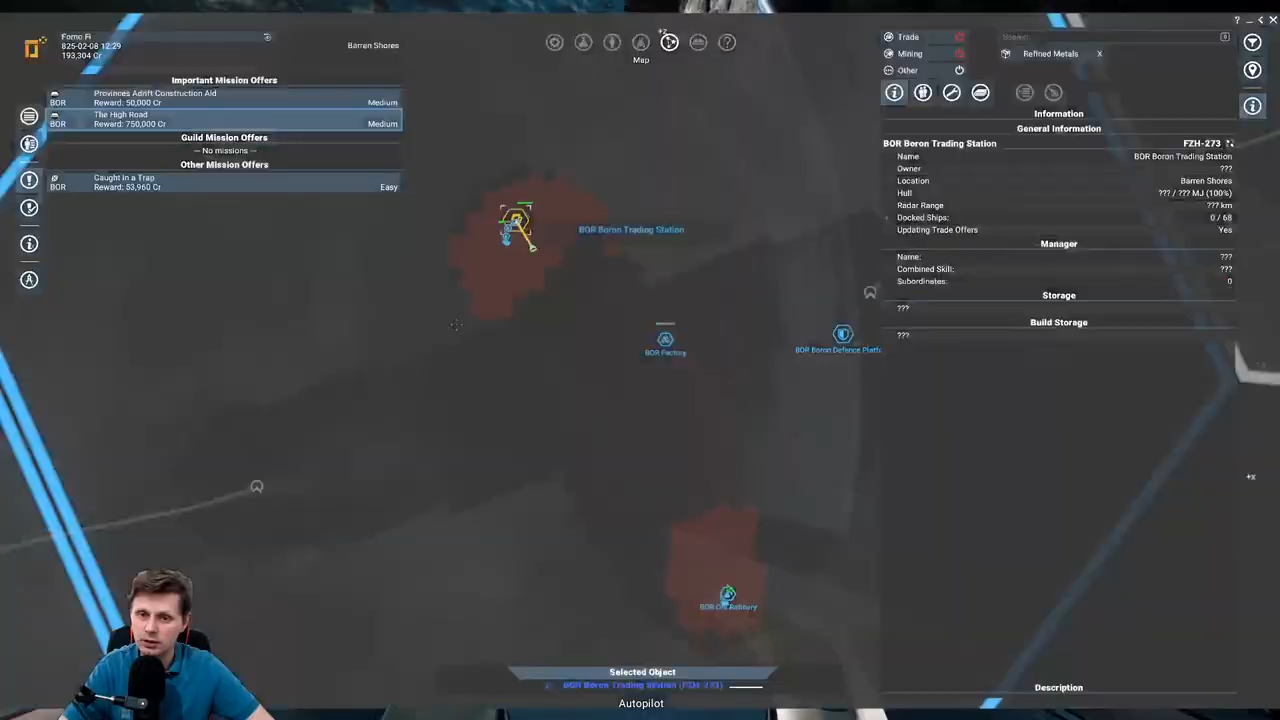 Fomo Fi
825-02-08 12:29
193,304 Cr
Barren Shores
Important Mission Offers
Provinces Adrift Construction Aid
BOR Reward: 50,000 Cr Medium
The High Road
BOR Reward: 750,000 Cr Medium
Guild Mission Offers
-- No missions --
Other Mission Offers
Caught In a Trap
BOR Reward: 53,960 Cr Easy
Map
BOR Boron Trading Station
BOR Factory
BOR Boron Defence Platfo
BOR Refinery
Selected Object
BOR Boron Trading Station (FZH-273)
Autopilot
Trade
Mining
Refined Metals X
Other
Information
General Information
BOR Boron Trading Station FZH-273
Name BOR Boron Trading Station
Owner ???
Location Barren Shores
Hull ??? / ??? MJ (100%)
Radar Range ??? km
Docked Ships: 0 / 68
Updating Trade Offers Yes
Manager
Name: ???
Combined Skill: ???
Subordinates: 0
Storage
???
Build Storage
???
Description